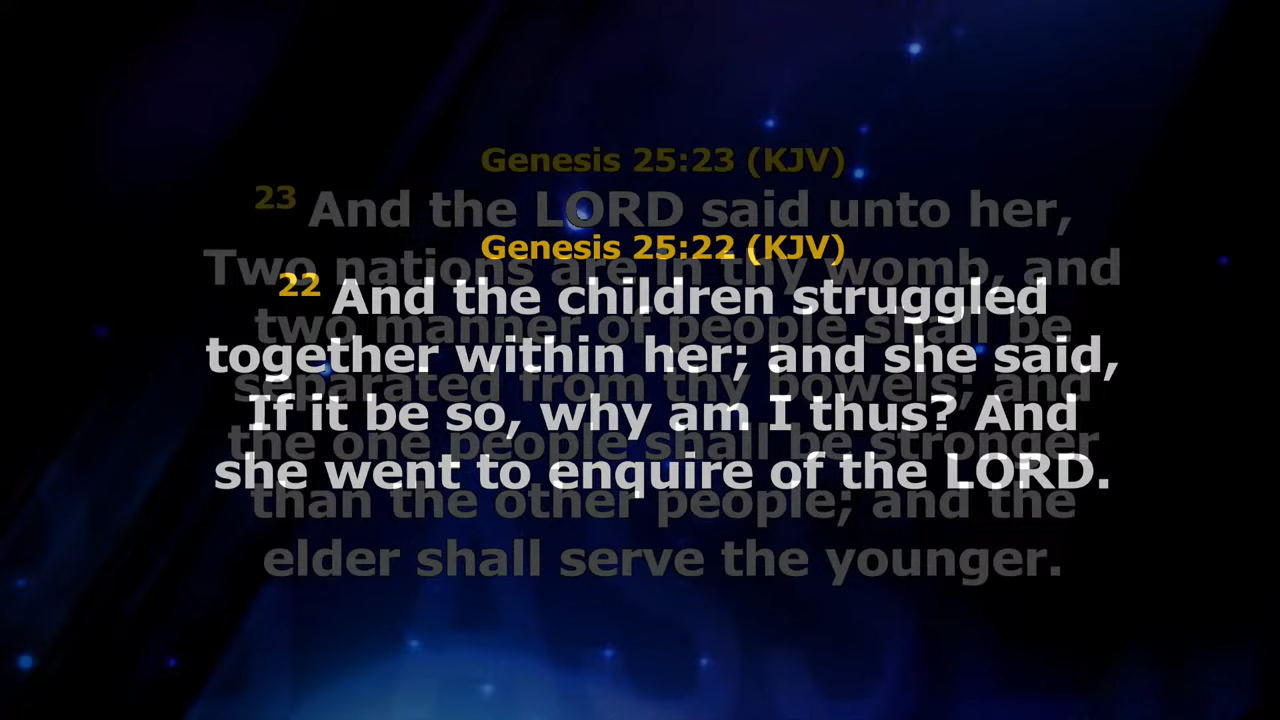 Genesis 25:23 (KJV)
23 And the LORD said unto her,
Two nations are in thy womb, and
two manner of people shall be
separated from thy bowels; and
the one people shall be stronger
than the other people; and the
elder shall serve the younger.
Genesis 25:22 (KJV)
22 And the children struggled
together within her; and she said,
If it be so, why am I thus? And
she went to enquire of the LORD.